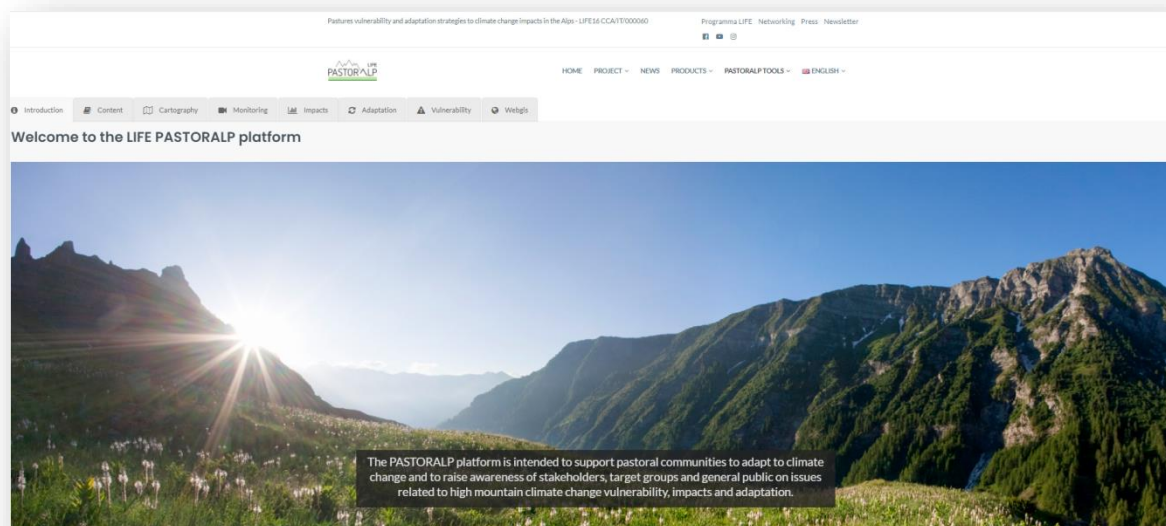 Pastures vulnerability and adaptation strategies to climate change impacts in the Alps - LIFE16 CCA/IT/000060
Programma LIFE Networking Press Newsletter
LIFE
PASTORALP
HOME PROJECT NEWS PRODUCTS PASTORALP TOOLS ENGLISH
Introduction Content Cartography Monitoring Impacts Adaptation Vulnerability Webgis
Welcome to the LIFE PASTORALP platform
The PASTORALP platform is intended to support pastoral communities to adapt to climate
change and to raise awareness of stakeholders, target groups and general public on issues
related to high mountain climate change vulnerability, impacts and adaptation.